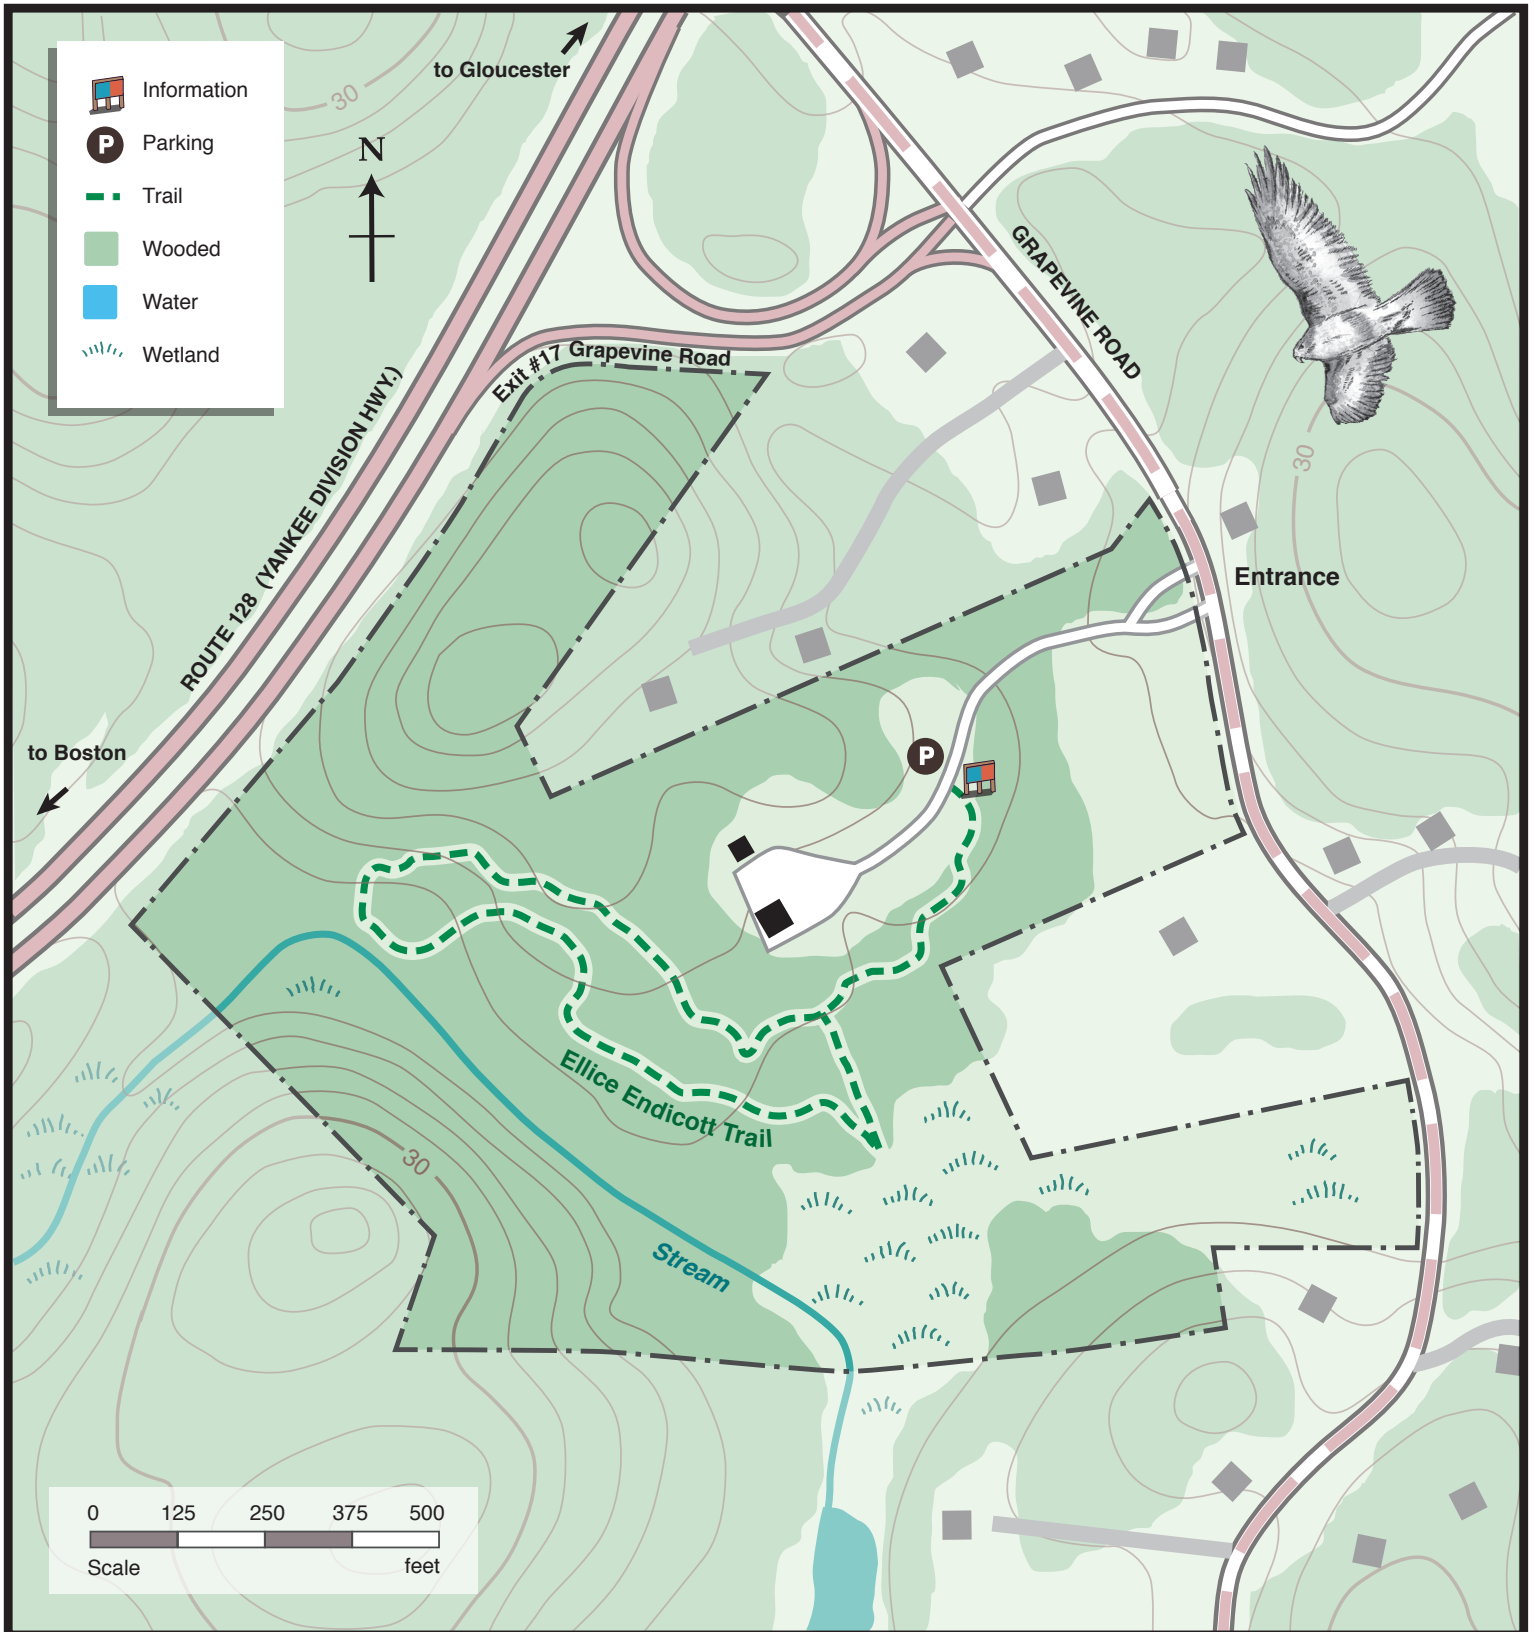 to Gloucester
Information
P
Parking
Trail
Wooded
Water
Wetland
30
N
GRAPEVINE ROAD
Exit #17 Grapevine Road
ROUTE 128 (YANKEE DIVISION HWY.)
30
Entrance
to Boston
P
Ellice Endicott Trail
30
Stream
0 125 250 375 500
Scale feet